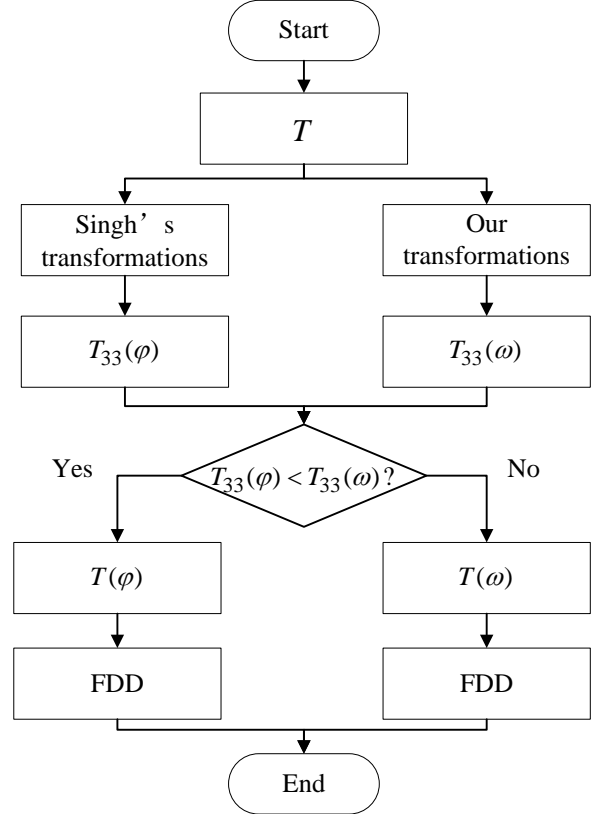 Start
T
Singh’s
transformations
Our
transformations
T₃₃(φ)
T₃₃(ω)
T₃₃(φ) < T₃₃(ω)?
Yes
No
T(φ)
T(ω)
FDD
FDD
End